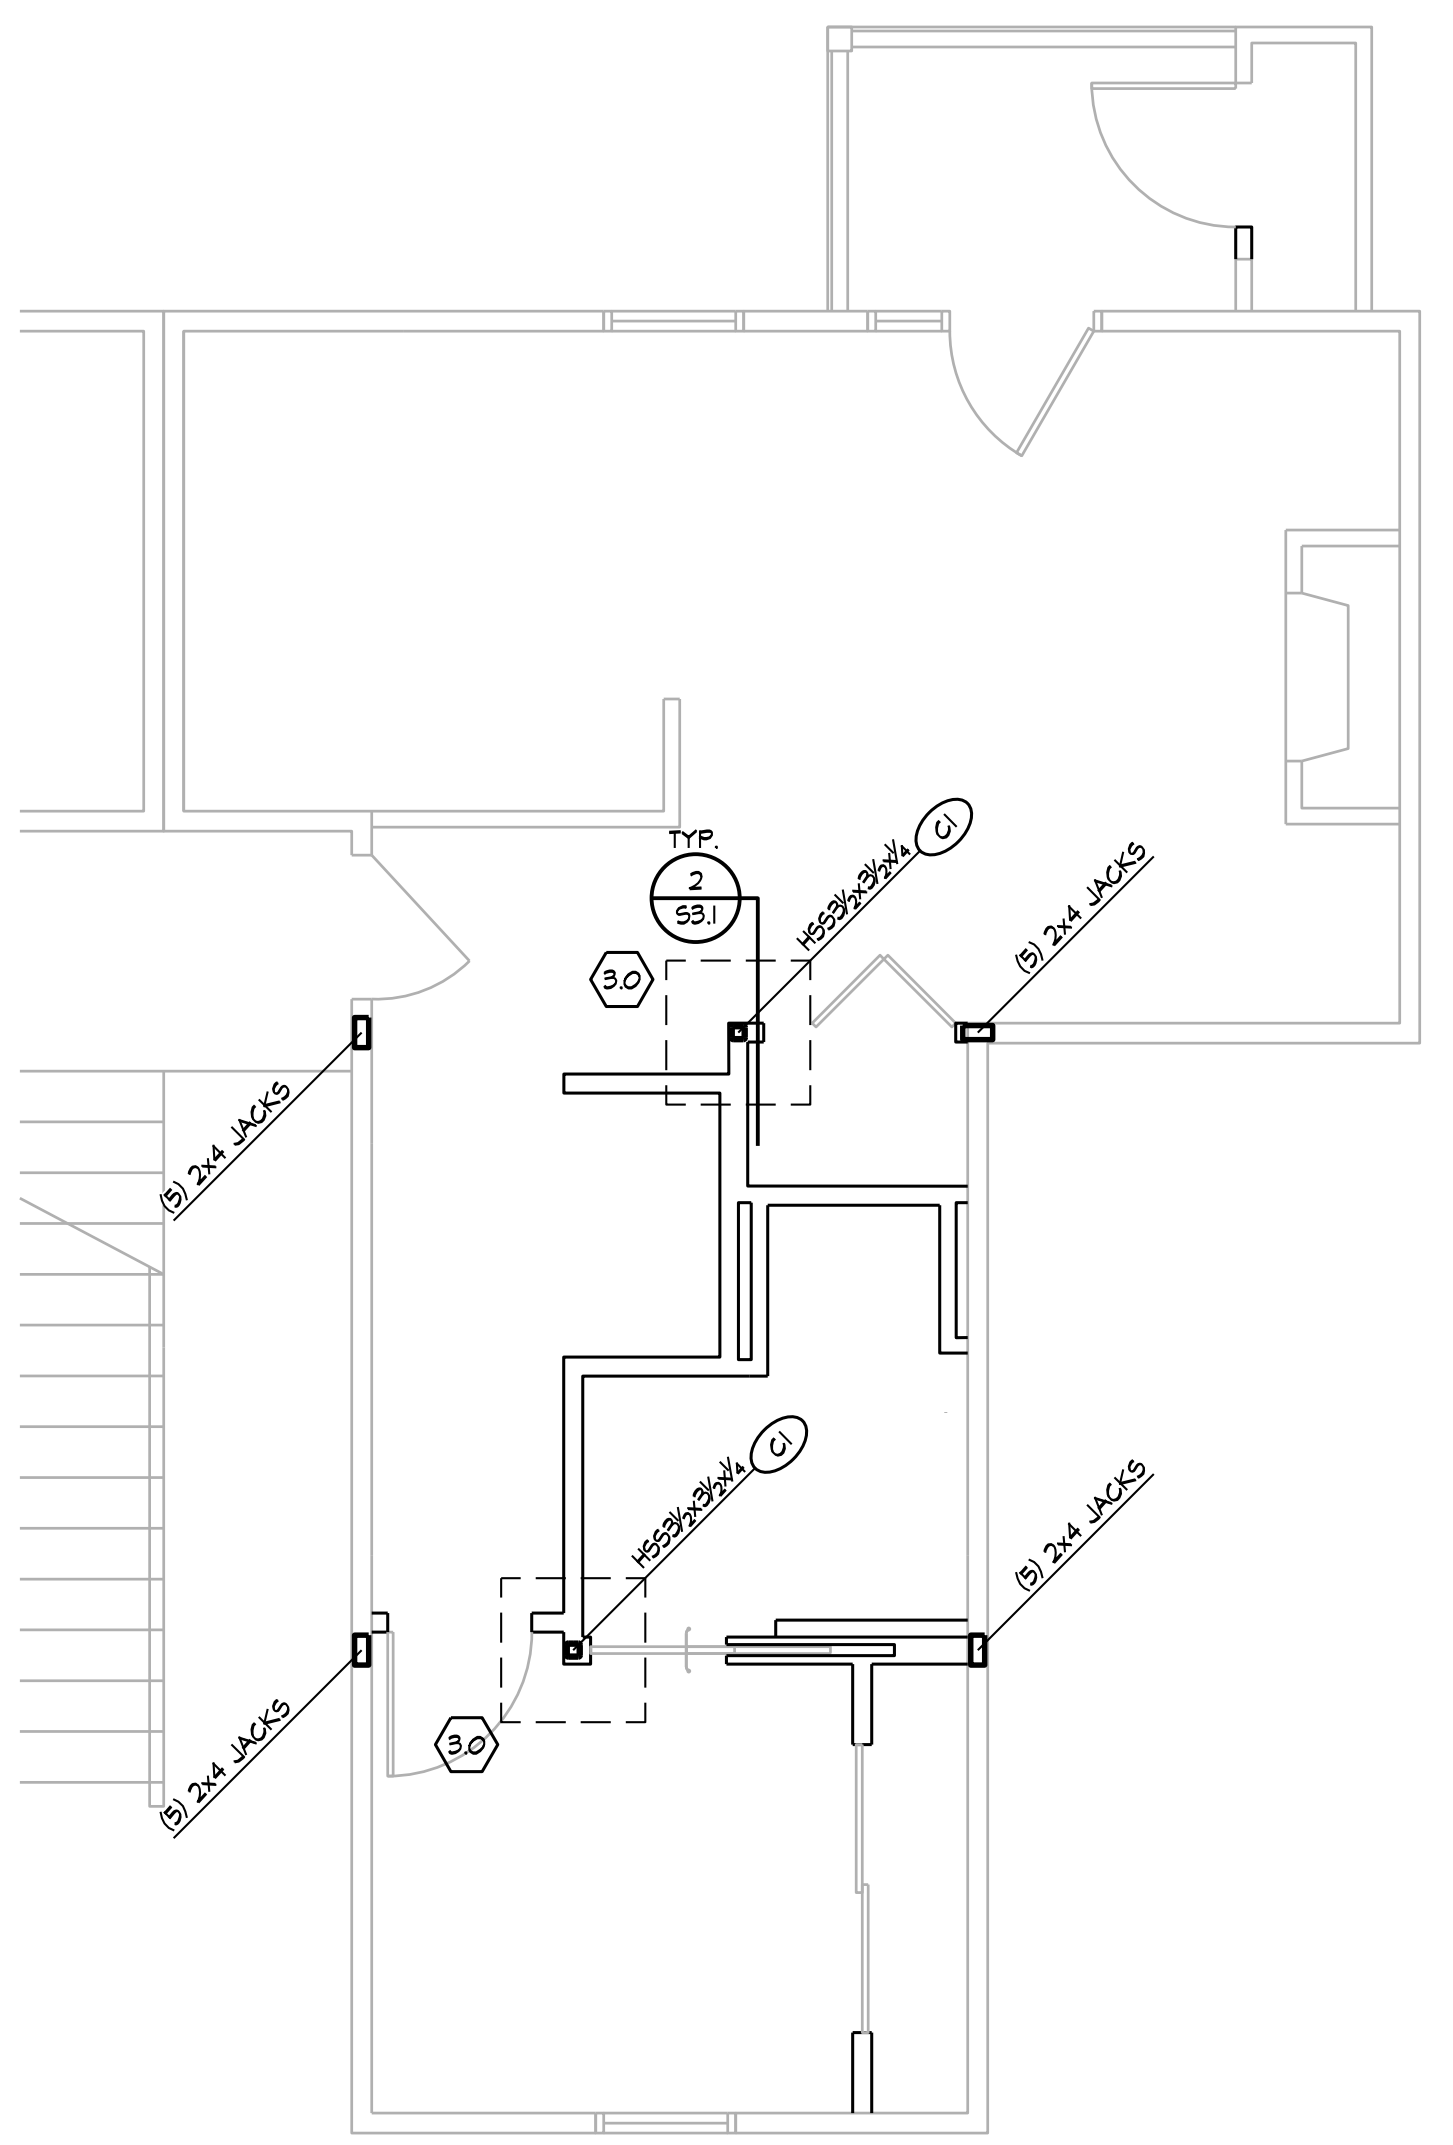 TYP.
2
S3.1
3.0
HSS3½x3½x¼
C1
(5) 2x4 JACKS
(5) 2x4 JACKS
HSS3½x3½x¼
C1
(5) 2x4 JACKS
3.0
(5) 2x4 JACKS